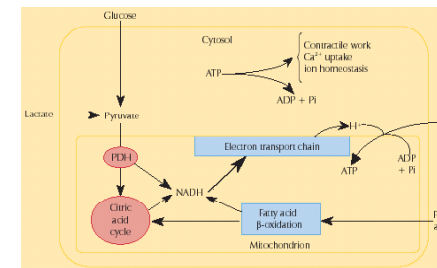 Glucose
Cytosol
Contractile work
Ca²⁺ uptake
ion homeostasis
ATP
ADP + Pi
Lactate
Pyruvate
H⁺
Electron transport chain
PDH
ATP
ADP
+ Pi
NADH
Citric
acid
cycle
Fatty acid
β-oxidation
Mitochondrion